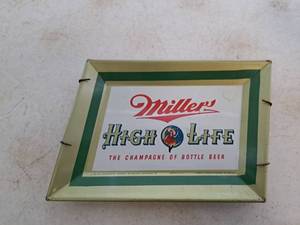 Miller
HIGH LIFE
THE CHAMPAGNE OF BOTTLE BEER